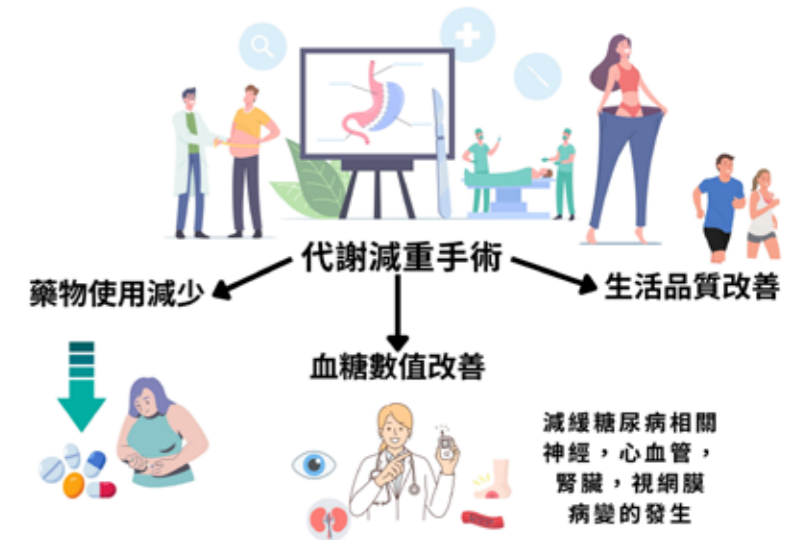 代謝減重手術
藥物使用減少
生活品質改善
血糖數值改善
減緩糖尿病相關
神經，心血管，
腎臟，視網膜
病變的發生